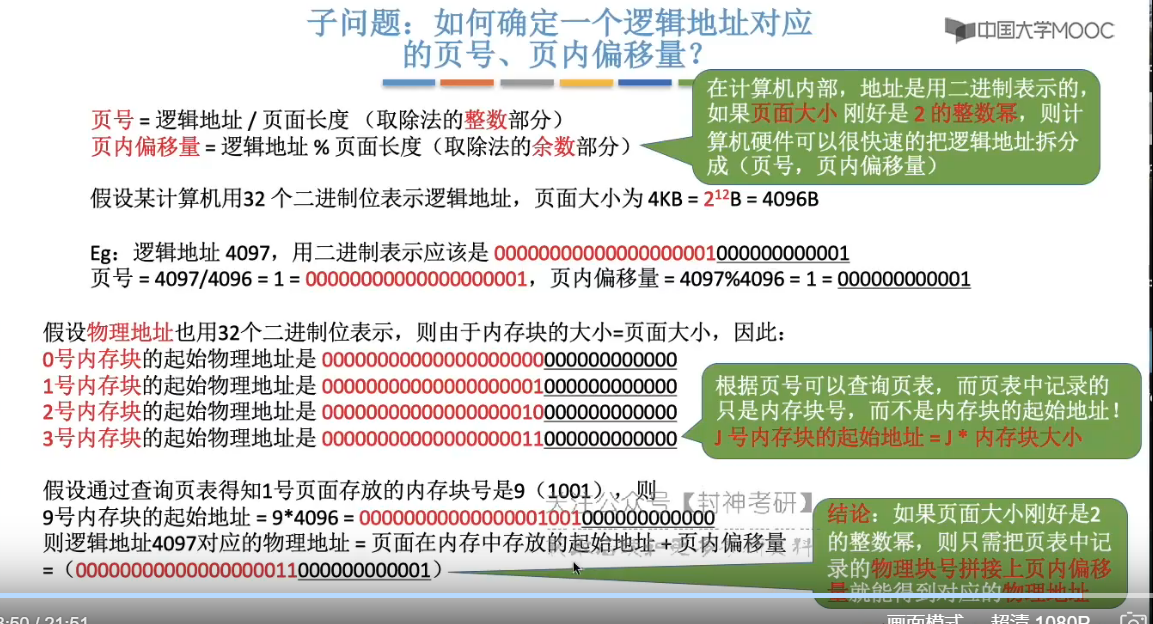 子问题：如何确定一个逻辑地址对应
的页号、页内偏移量？
中国大学MOOC
页号 = 逻辑地址 / 页面长度 （取除法的整数部分）
页内偏移量 = 逻辑地址 % 页面长度（取除法的余数部分）
在计算机内部，地址是用二进制表示的，
如果页面大小 刚好是 2 的整数幂，则计
算机硬件可以很快速的把逻辑地址拆分
成（页号，页内偏移量）
假设某计算机用32 个二进制位表示逻辑地址，页面大小为 4KB = 2¹²B = 4096B
Eg：逻辑地址 4097，用二进制表示应该是 00000000000000000001000000000001
页号 = 4097/4096 = 1 = 00000000000000000001，页内偏移量 = 4097%4096 = 1 = 000000000001
假设物理地址也用32个二进制位表示，则由于内存块的大小=页面大小，因此：
0号内存块的起始物理地址是 00000000000000000000000000000000
1号内存块的起始物理地址是 00000000000000000001000000000000
2号内存块的起始物理地址是 00000000000000000010000000000000
3号内存块的起始物理地址是 00000000000000000011000000000000
根据页号可以查询页表，而页表中记录的
只是内存块号，而不是内存块的起始地址！
J 号内存块的起始地址 = J * 内存块大小
假设通过查询页表得知1号页面存放的内存块号是9（1001），则
9号内存块的起始地址 = 9*4096 = 00000000000000001001000000000000
则逻辑地址4097对应的物理地址 = 页面在内存中存放的起始地址 + 页内偏移量
=（00000000000000000011000000000001）
关注公众号【封神考研】
结论：如果页面大小刚好是2
的整数幂，则只需把页表中记
录的物理块号拼接上页内偏移
量就能得到对应的物理地址
:50 / 21:51
画面模式 超清 1080P